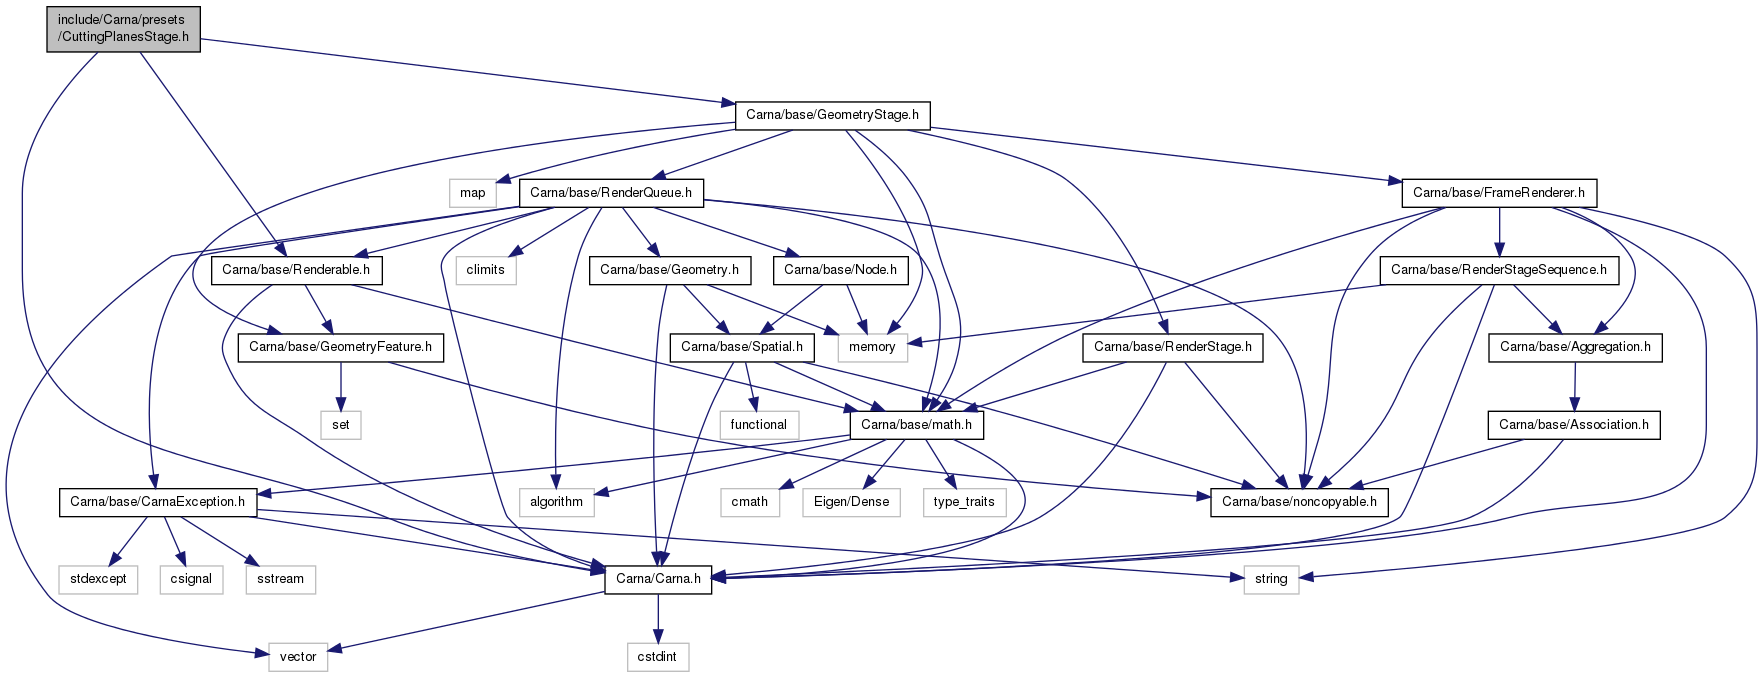 include/Carna/presets
/CuttingPlanesStage.h
Carna/base/GeometryStage.h
map
Carna/base/RenderQueue.h
Carna/base/FrameRenderer.h
Carna/base/Renderable.h
climits
Carna/base/Geometry.h
Carna/base/Node.h
Carna/base/RenderStageSequence.h
Carna/base/GeometryFeature.h
Carna/base/Spatial.h
memory
Carna/base/RenderStage.h
Carna/base/Aggregation.h
set
functional
Carna/base/math.h
Carna/base/Association.h
Carna/base/CarnaException.h
algorithm
cmath
Eigen/Dense
type_traits
Carna/base/noncopyable.h
stdexcept
csignal
sstream
Carna/Carna.h
string
vector
cstdint